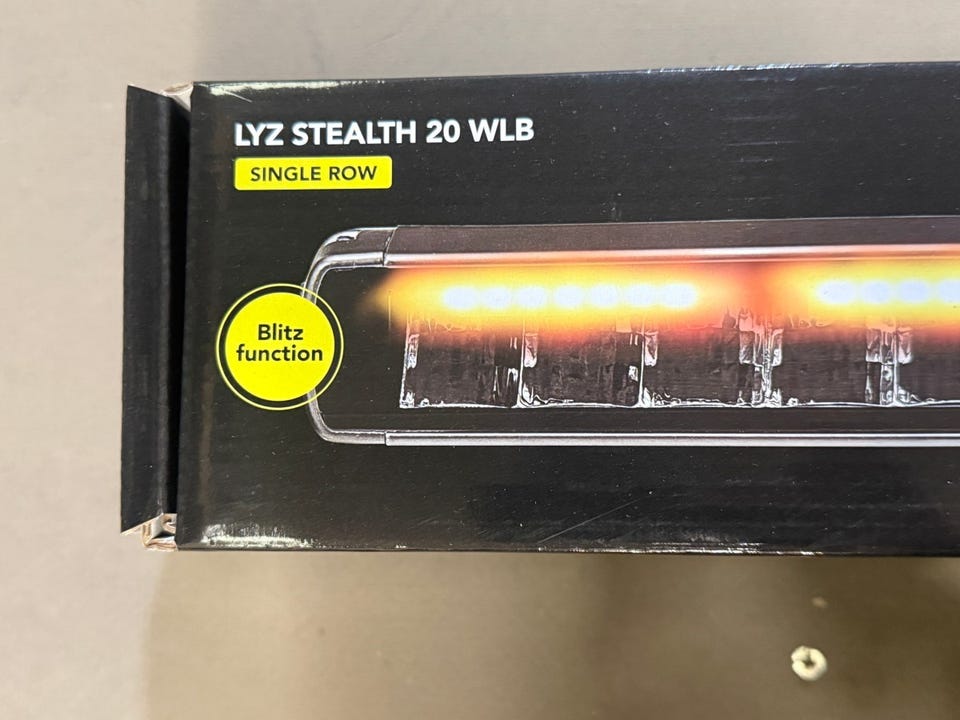 LYZ STEALTH 20 WLB
SINGLE ROW
Blitz
function